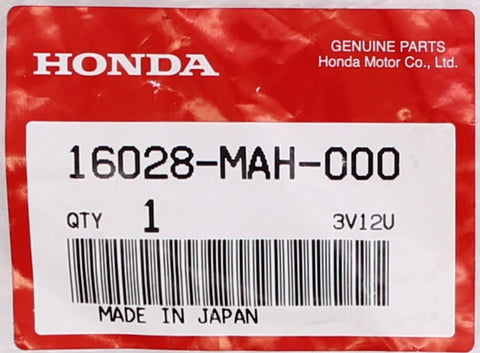 HONDA
GENUINE PARTS
Honda Motor Co., Ltd.
16028-MAH-000
QTY 1 3V12U
MADE IN JAPAN